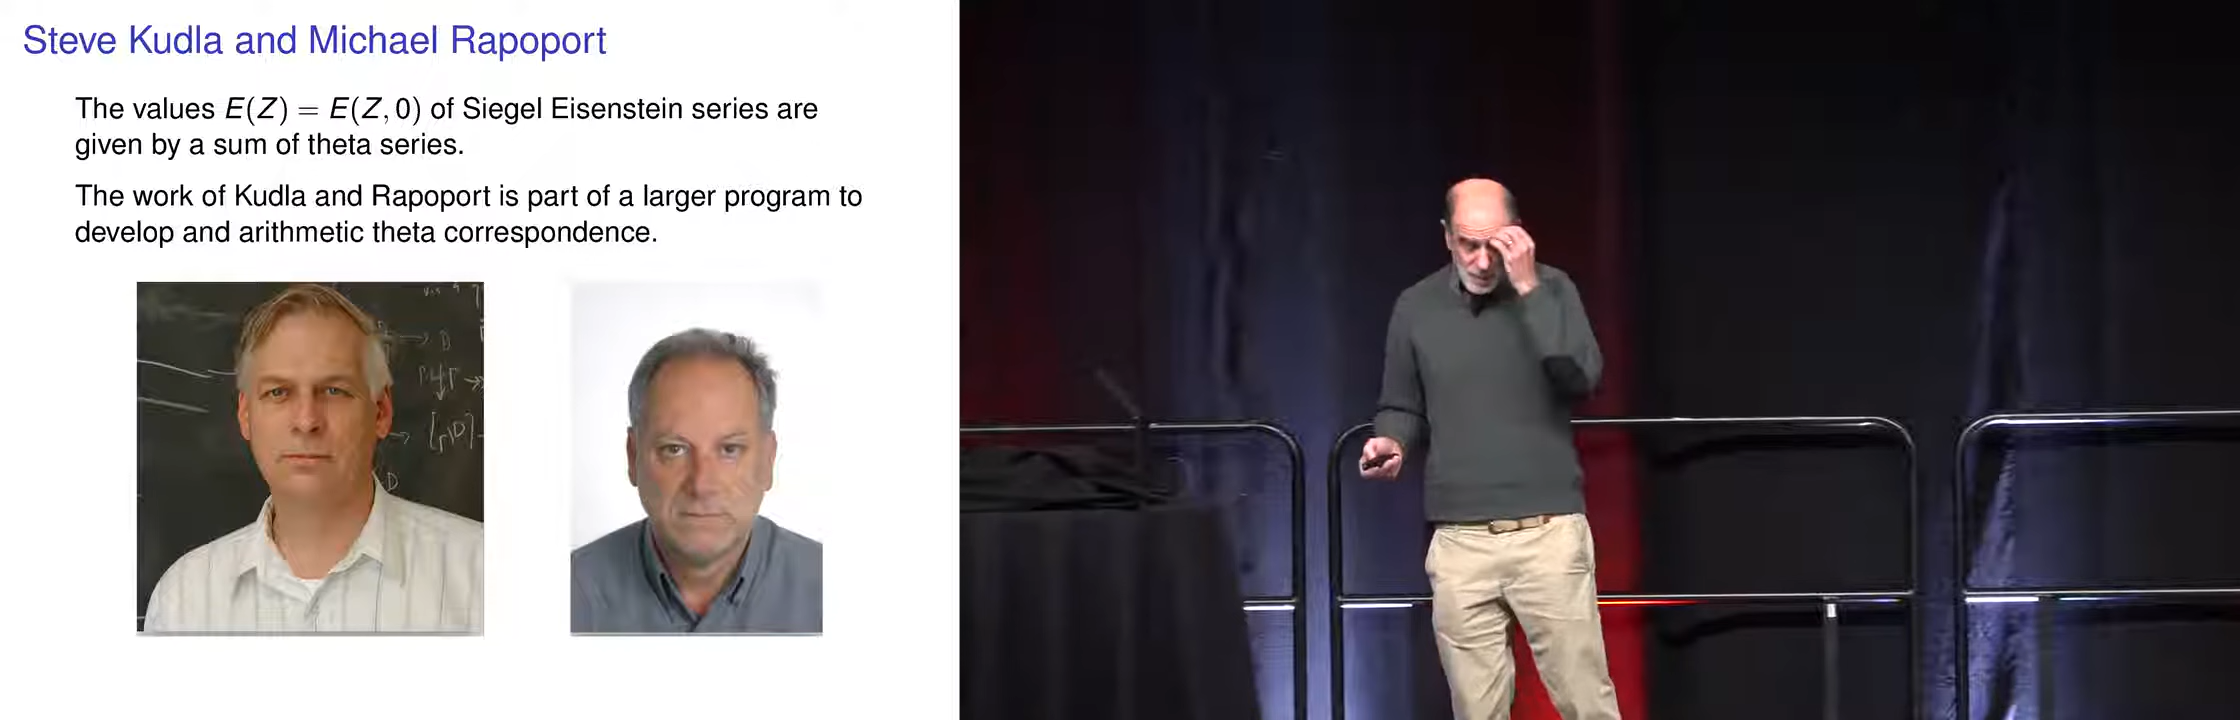 Steve Kudla and Michael Rapoport
The values E(Z) = E(Z, 0) of Siegel Eisenstein series are
given by a sum of theta series.
The work of Kudla and Rapoport is part of a larger program to
develop and arithmetic theta correspondence.